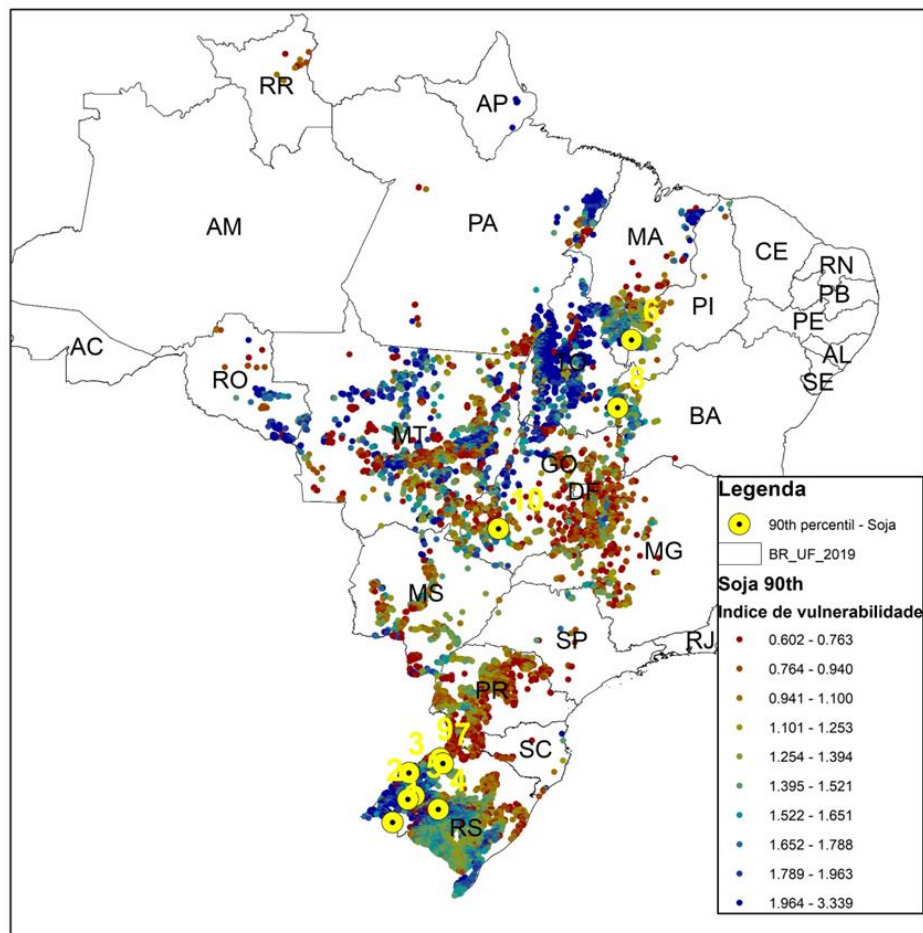 RR
AP
AM
PA
MA
CE
RN
PB
PI
PE
AL
SE
AC
RO
6
TO
8
BA
MT
GO
DF
10
MG
MS
SP
RJ
PR
SC
3
9
7
2
5
4
1
RS
Legenda
90th percentil - Soja
BR_UF_2019
Soja 90th
Indice de vulnerabilidade
0.602 - 0.763
0.764 - 0.940
0.941 - 1.100
1.101 - 1.253
1.254 - 1.394
1.395 - 1.521
1.522 - 1.651
1.652 - 1.788
1.789 - 1.963
1.964 - 3.339